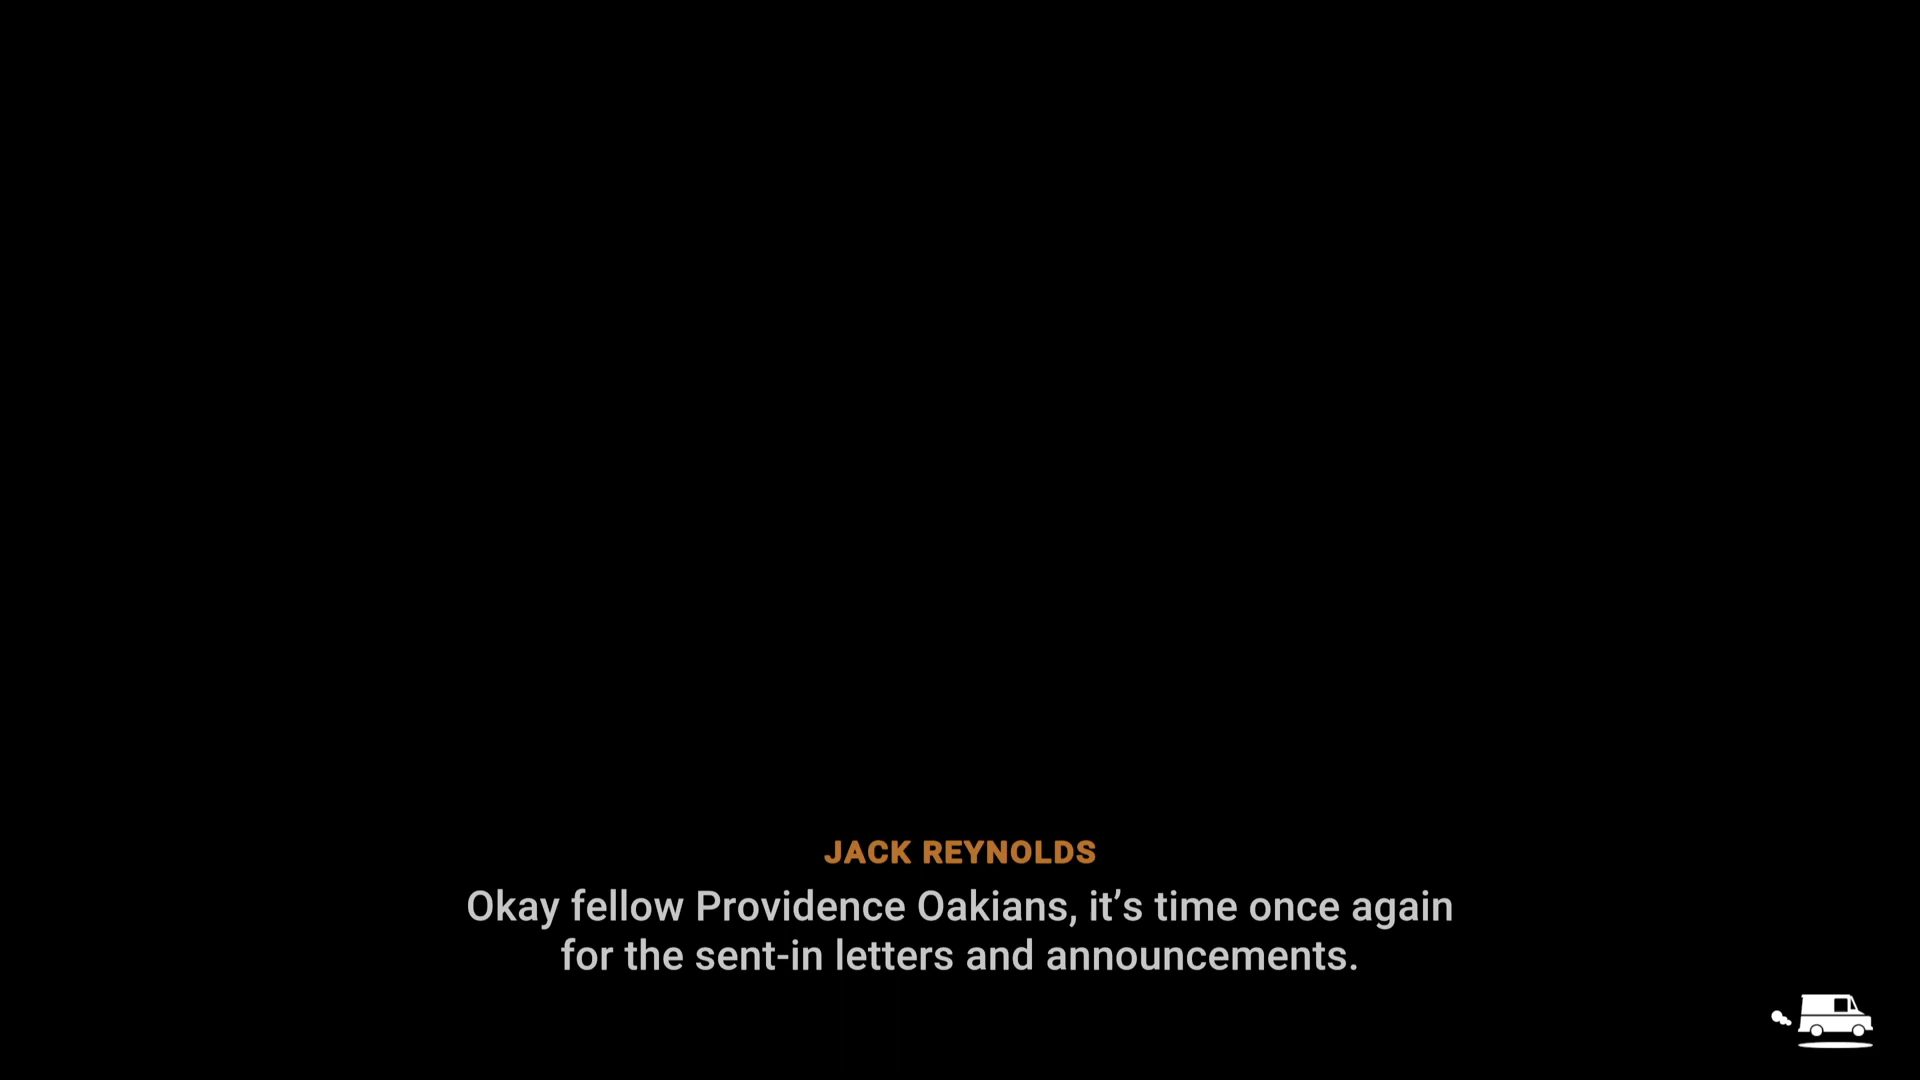 JACK REYNOLDS
Okay fellow Providence Oakians, it’s time once again
for the sent-in letters and announcements.